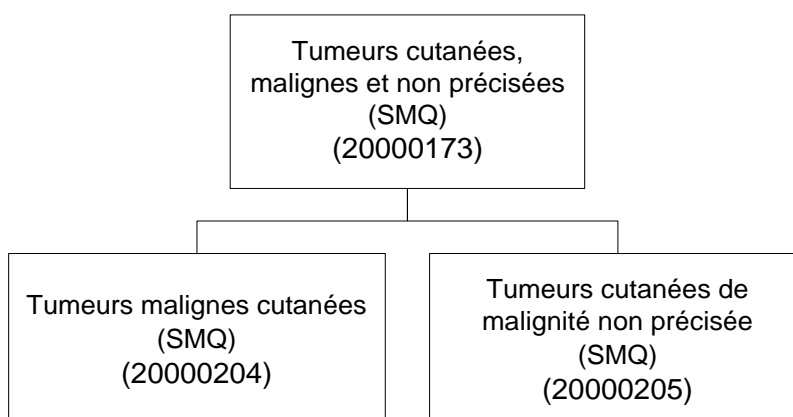 Tumeurs cutanées,
malignes et non précisées
(SMQ)
(20000173)
Tumeurs malignes cutanées
(SMQ)
(20000204)
Tumeurs cutanées de
malignité non précisée
(SMQ)
(20000205)